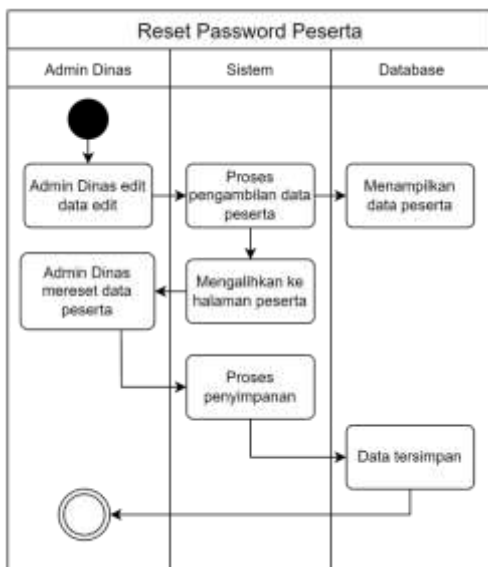 Reset Password Peserta
Admin Dinas
Sistem
Database
Admin Dinas edit
data edit
Proses
pengambilan data
peserta
Menampilkan
data peserta
Admin Dinas
mereset data
peserta
Mengalihkan ke
halaman peserta
Proses
penyimpanan
Data tersimpan